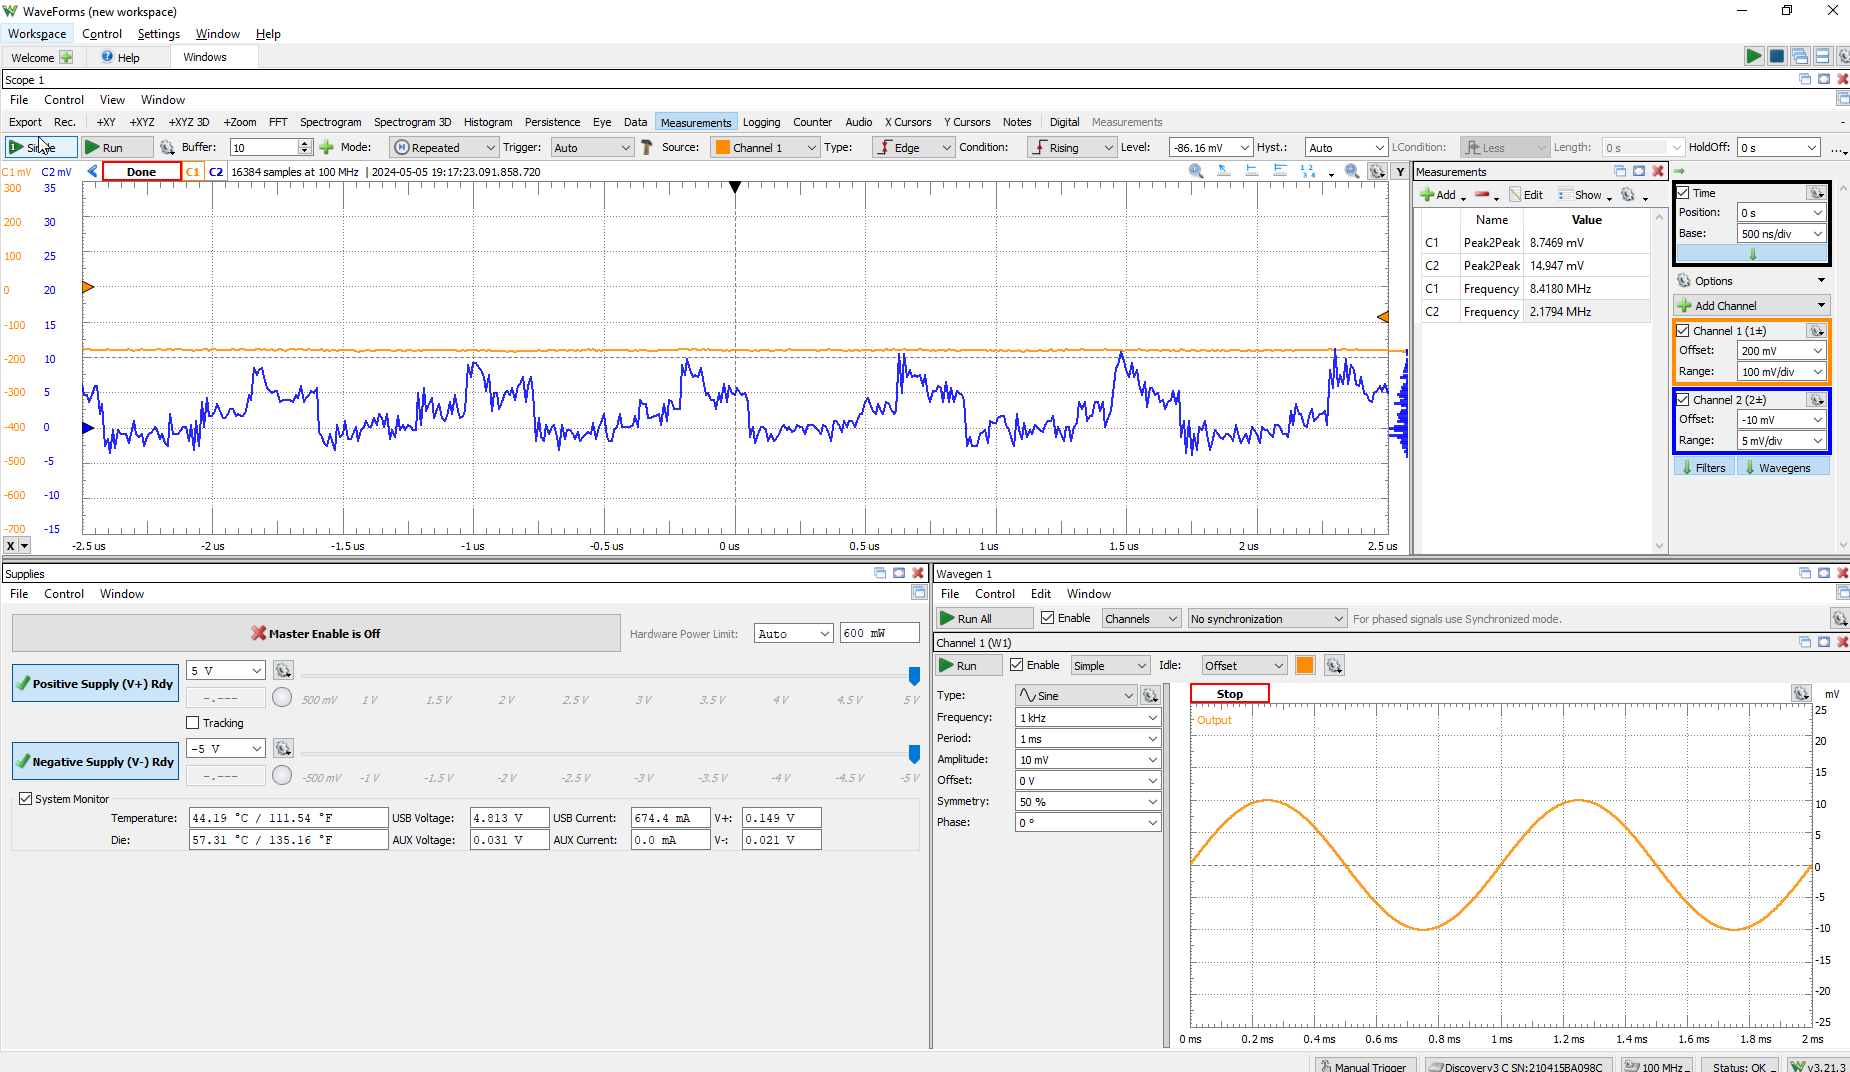 WaveForms (new workspace)
Workspace Control Settings Window Help
Welcome Help Windows
Scope 1
File Control View Window
Export Rec. +XY +XYZ +XYZ 3D +Zoom FFT Spectrogram Spectrogram 3D Histogram Persistence Eye Data Measurements Logging Counter Audio X Cursors Y Cursors Notes Digital Measurements
Run Buffer: 10 Mode: Repeated Trigger: Auto Source: Channel 1 Type: Edge Condition: Rising Level: -86.16 mV Hyst.: Auto LCondition: Less Length: 0 s HoldOff: 0 s
C1 mV C2 mV Done C1 C2 16384 samples at 100 MHz | 2024-05-05 19:17:23.091.858.720 Y
300 35
200 30
100 25
0 20
-100 15
-200 10
-300 5
-400 0
-500 -5
-600 -10
-700 -15
X -2.5 us -2 us -1.5 us -1 us -0.5 us 0 us 0.5 us 1 us 1.5 us 2 us 2.5 us
Measurements
Add Edit Show
Name Value
C1 Peak2Peak 8.7469 mV
C2 Peak2Peak 14.947 mV
C1 Frequency 8.4180 MHz
C2 Frequency 2.1794 MHz
Time
Position: 0 s
Base: 500 ns/div
Options
Add Channel
Channel 1 (1±)
Offset: 200 mV
Range: 100 mV/div
Channel 2 (2±)
Offset: -10 mV
Range: 5 mV/div
Filters Wavegens
Supplies
File Control Window
Master Enable is Off Hardware Power Limit: Auto 600 mW
Positive Supply (V+) Rdy 5 V
-.--- 500 mV 1 V 1.5 V 2 V 2.5 V 3 V 3.5 V 4 V 4.5 V 5 V
Tracking
Negative Supply (V-) Rdy -5 V
-.--- -500 mV -1 V -1.5 V -2 V -2.5 V -3 V -3.5 V -4 V -4.5 V -5 V
System Monitor
Temperature: 44.19 °C / 111.54 °F USB Voltage: 4.813 V USB Current: 674.4 mA V+: 0.149 V
Die: 57.31 °C / 135.16 °F AUX Voltage: 0.031 V AUX Current: 0.0 mA V-: 0.021 V
Wavegen 1
File Control Edit Window
Run All Enable Channels No synchronization For phased signals use Synchronized mode.
Channel 1 (W1)
Run Enable Simple Idle: Offset
Type: Sine
Frequency: 1 kHz
Period: 1 ms
Amplitude: 10 mV
Offset: 0 V
Symmetry: 50 %
Phase: 0 °
Stop mV
Output
25
20
15
10
5
0
-5
-10
-15
-20
-25
0 ms 0.2 ms 0.4 ms 0.6 ms 0.8 ms 1 ms 1.2 ms 1.4 ms 1.6 ms 1.8 ms 2 ms
Manual Trigger Discovery3 C SN:210415BA098C 100 MHz Status: OK v3.21.3